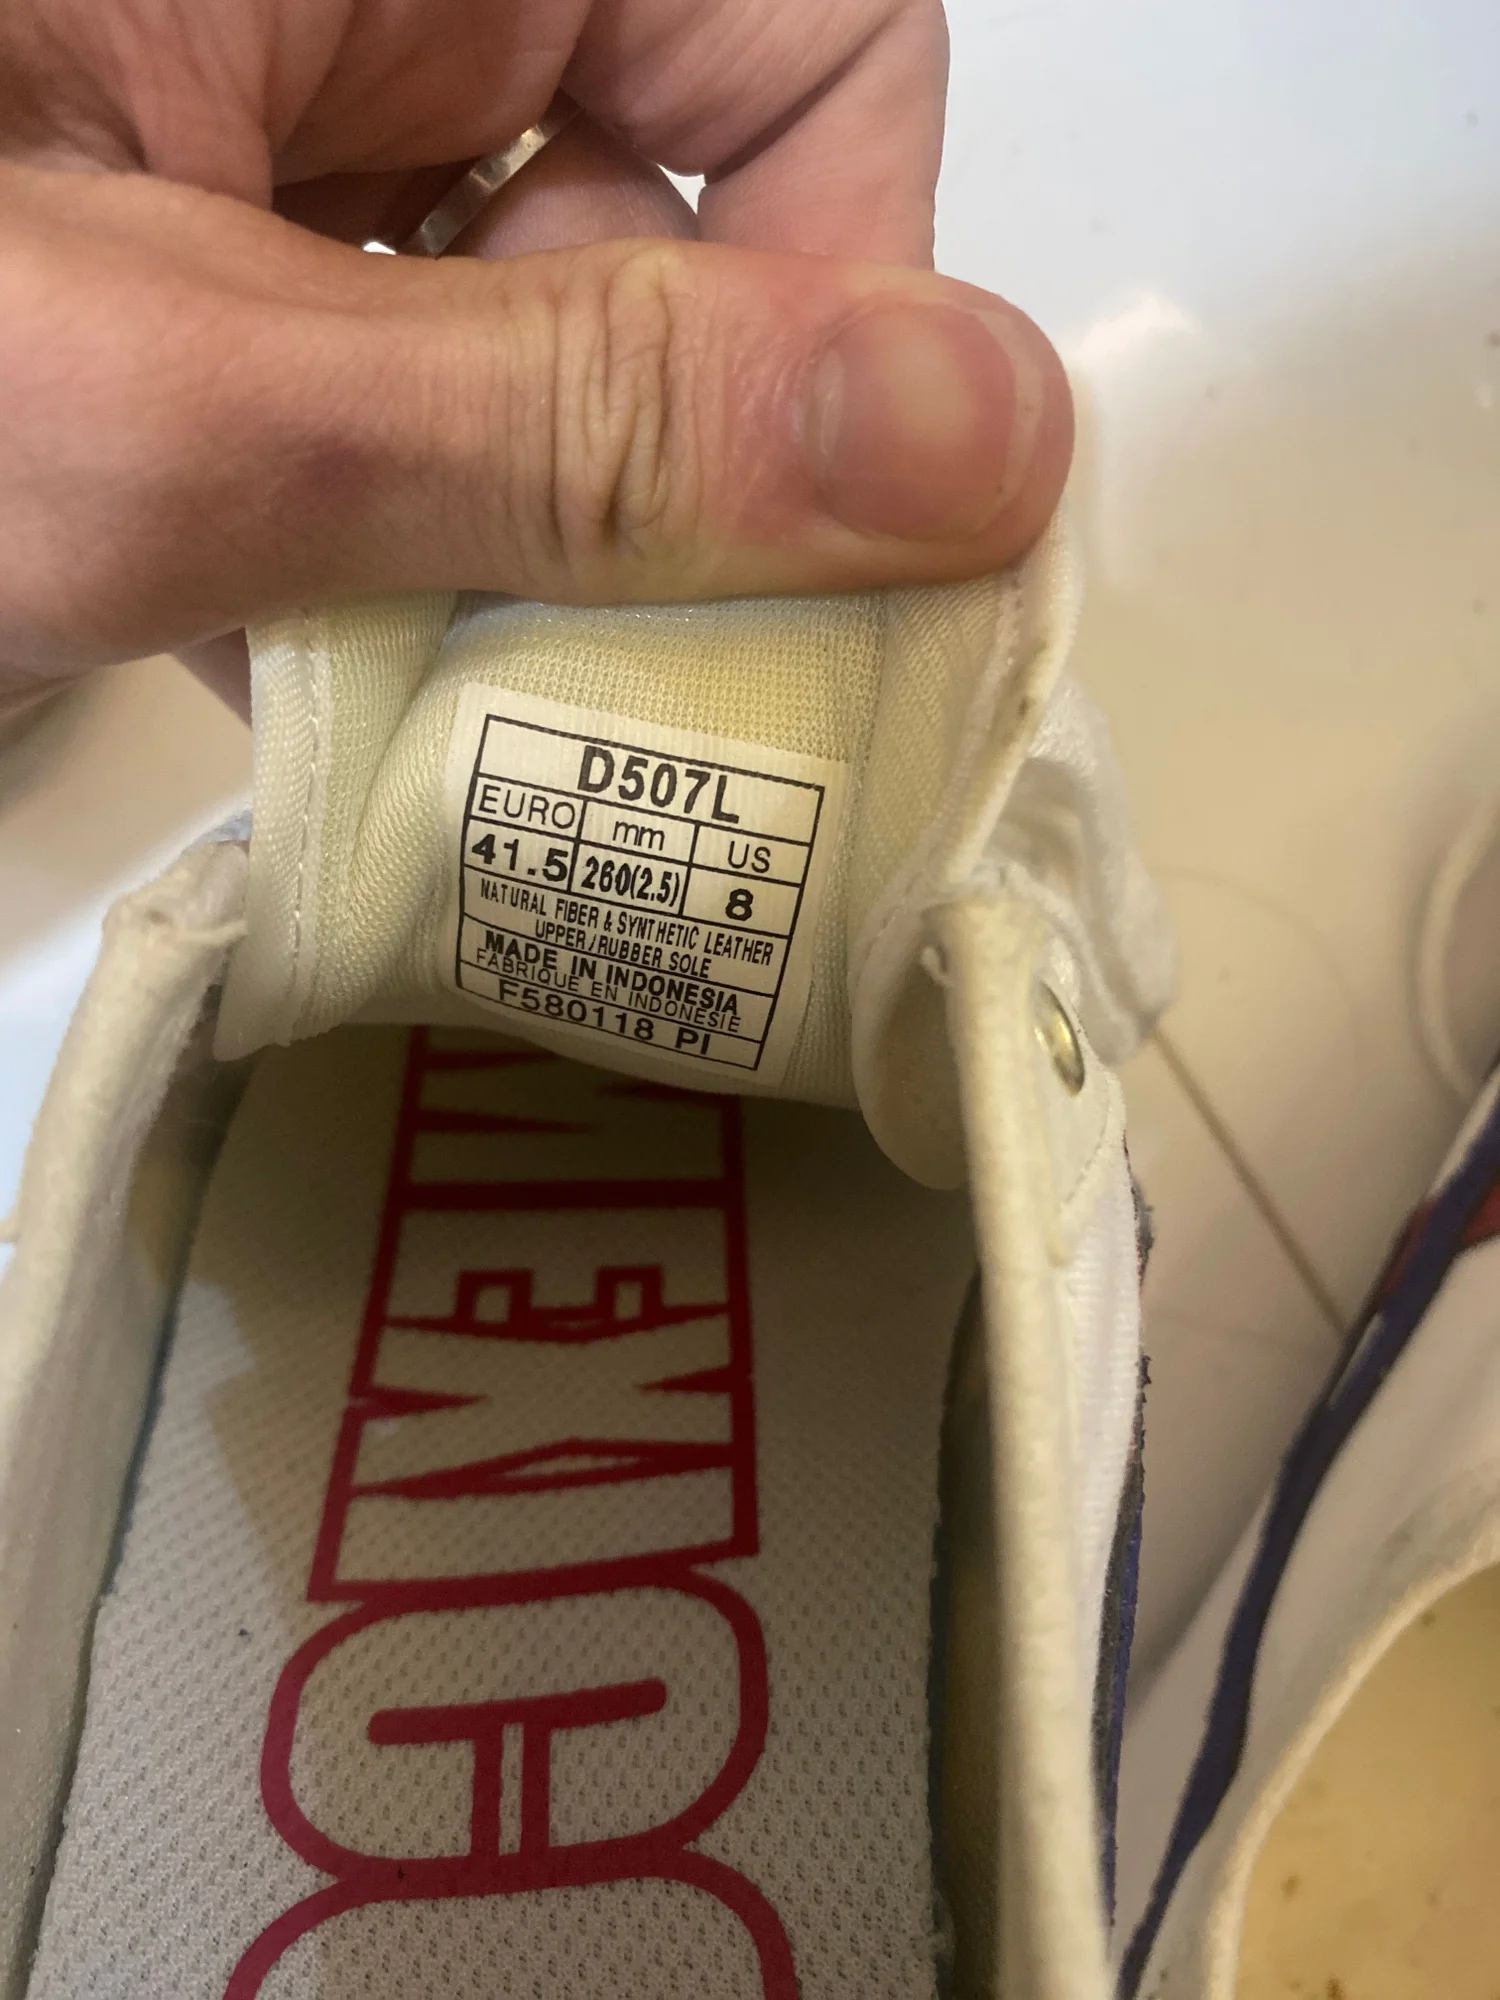 D507L
EURO mm US
41.5 260(2.5) 8
NATURAL FIBER & SYNTHETIC LEATHER
UPPER/RUBBER SOLE
MADE IN INDONESIA
FABRIQUE EN INDONESIE
F580118 PI